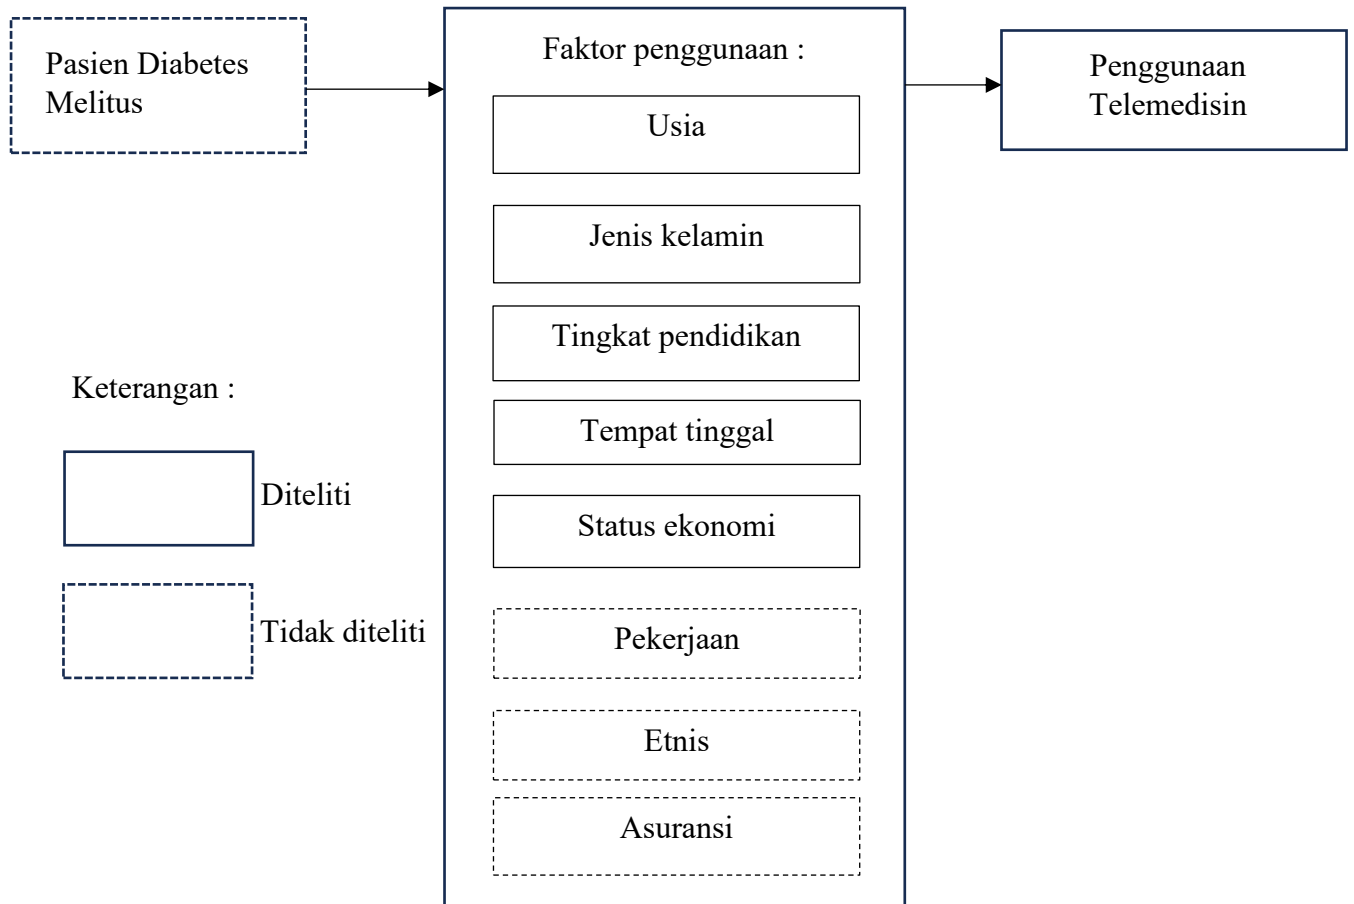 Pasien Diabetes
Melitus
Faktor penggunaan :
Usia
Jenis kelamin
Tingkat pendidikan
Tempat tinggal
Status ekonomi
Pekerjaan
Etnis
Asuransi
Penggunaan
Telemedisin
Keterangan :
Diteliti
Tidak diteliti